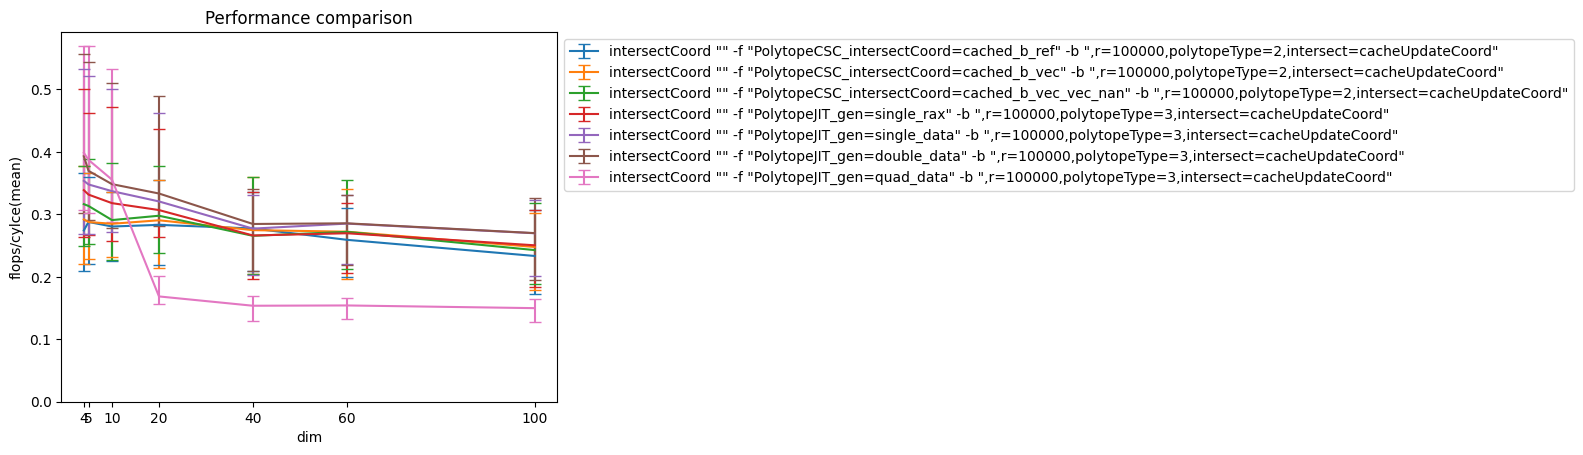 Performance comparison
flops/cylce(mean)
0.5
0.4
0.3
0.2
0.1
0.0
4 5 10 20 40 60 100
dim
intersectCoord "" -f "PolytopeCSC_intersectCoord=cached_b_ref" -b ",r=100000,polytopeType=2,intersect=cacheUpdateCoord"
intersectCoord "" -f "PolytopeCSC_intersectCoord=cached_b_vec" -b ",r=100000,polytopeType=2,intersect=cacheUpdateCoord"
intersectCoord "" -f "PolytopeCSC_intersectCoord=cached_b_vec_vec_nan" -b ",r=100000,polytopeType=2,intersect=cacheUpdateCoord"
intersectCoord "" -f "PolytopeJIT_gen=single_rax" -b ",r=100000,polytopeType=3,intersect=cacheUpdateCoord"
intersectCoord "" -f "PolytopeJIT_gen=single_data" -b ",r=100000,polytopeType=3,intersect=cacheUpdateCoord"
intersectCoord "" -f "PolytopeJIT_gen=double_data" -b ",r=100000,polytopeType=3,intersect=cacheUpdateCoord"
intersectCoord "" -f "PolytopeJIT_gen=quad_data" -b ",r=100000,polytopeType=3,intersect=cacheUpdateCoord"